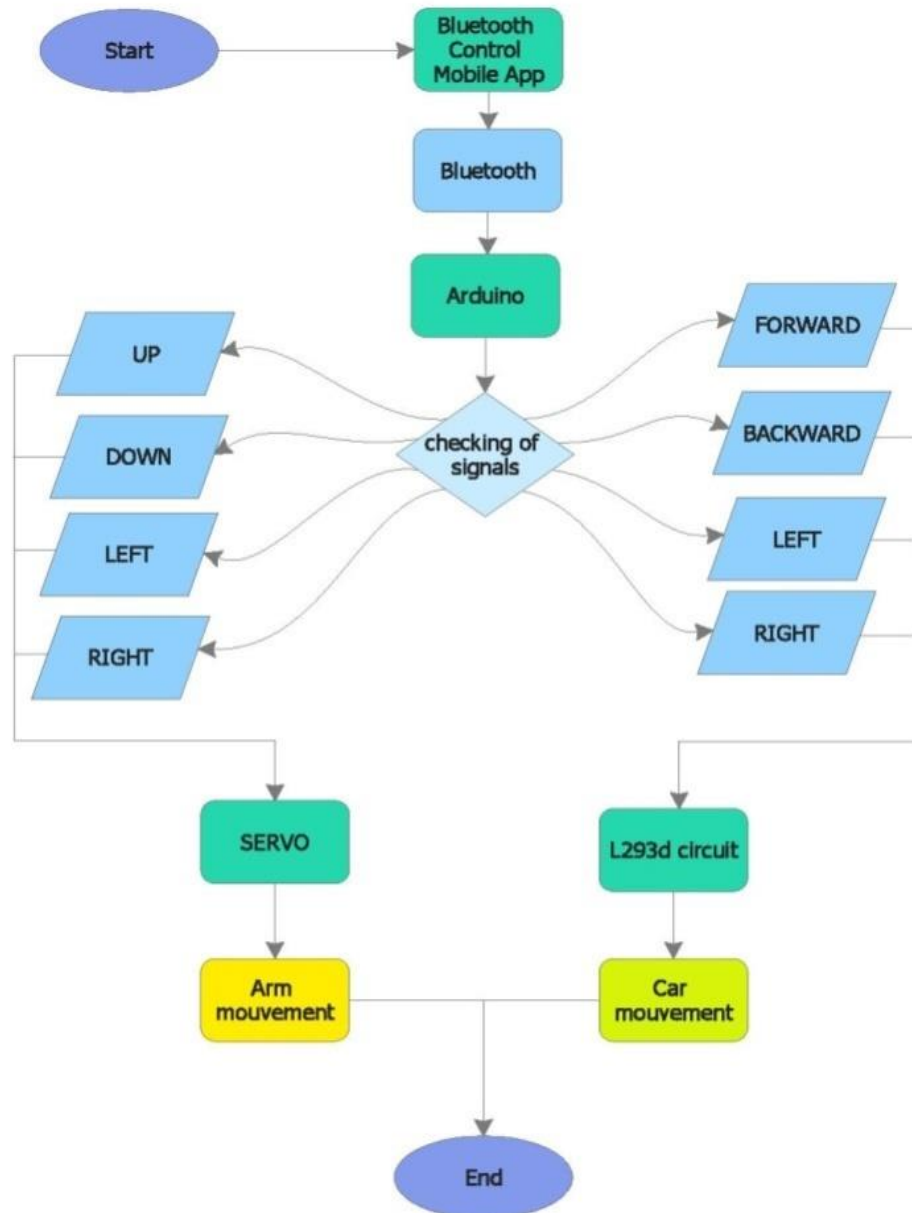 Start
Bluetooth
Control
Mobile App
Bluetooth
Arduino
checking of
signals
UP
DOWN
LEFT
RIGHT
FORWARD
BACKWARD
LEFT
RIGHT
SERVO
L293d circuit
Arm
mouvement
Car
mouvement
End